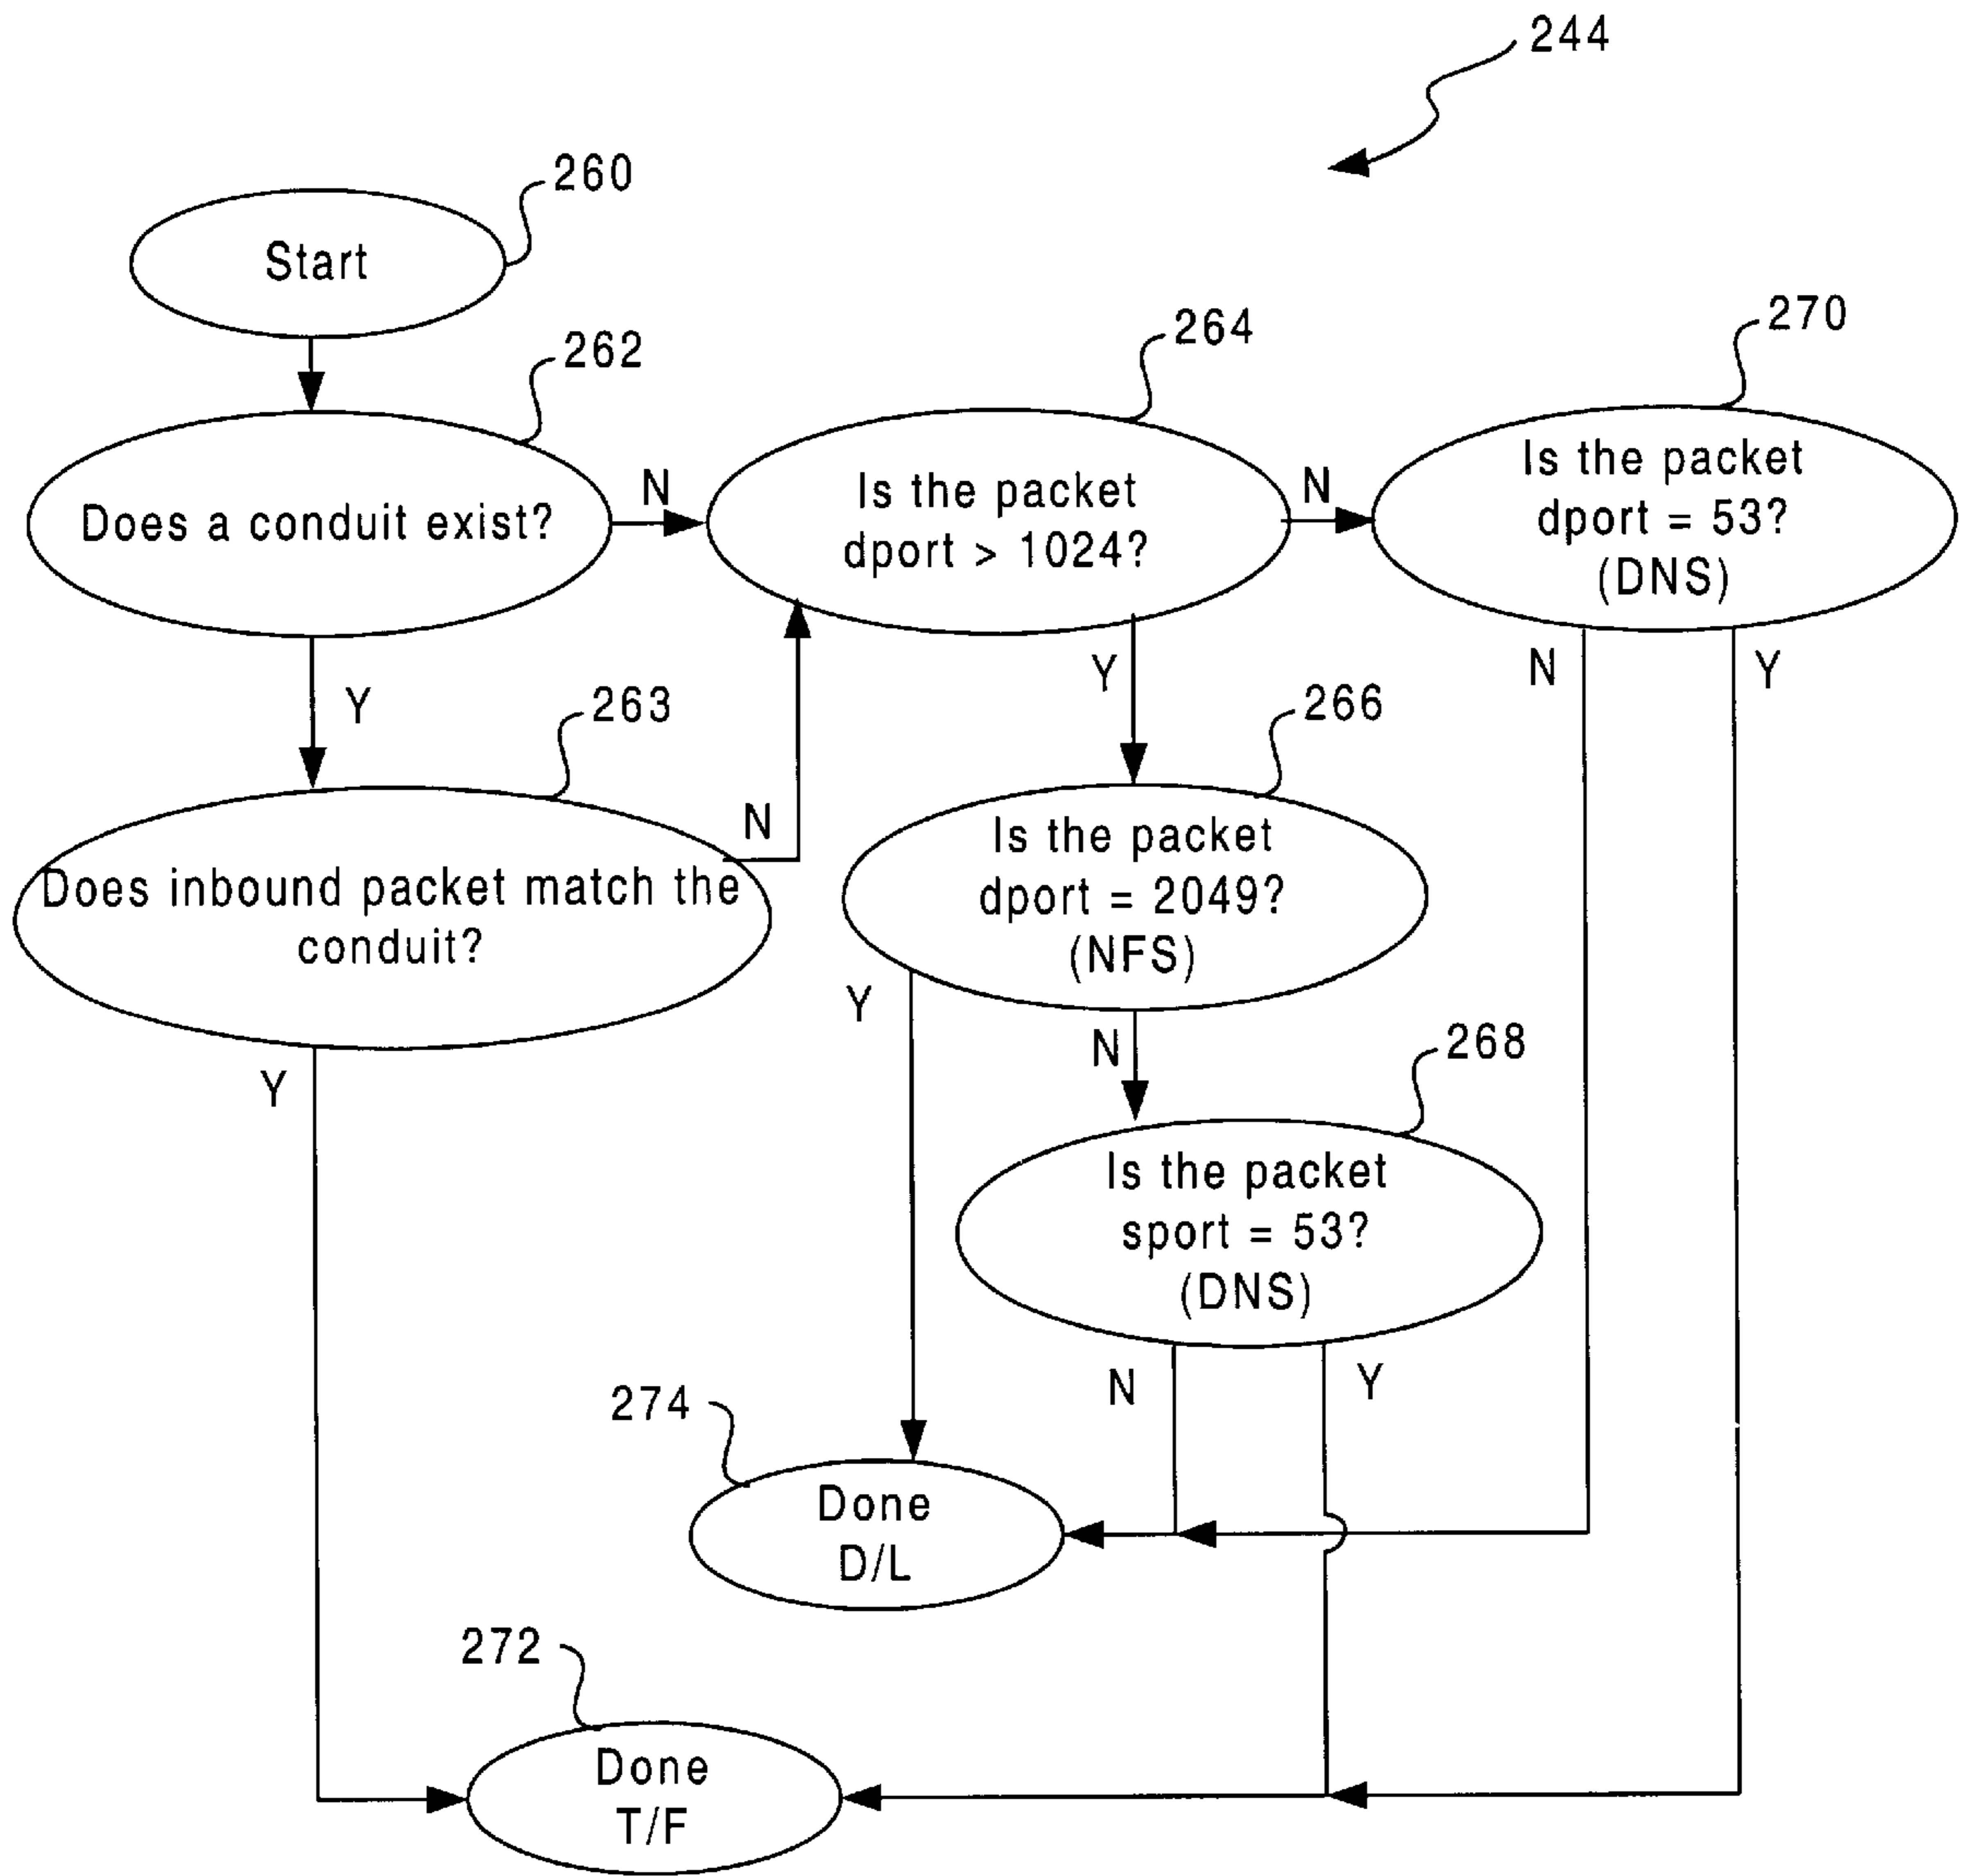 244
260
Start
262
264
270
Does a conduit exist?
N
Is the packet
dport > 1024?
N
Is the packet
dport = 53?
(DNS)
Y
263
N
Y
266
N
Y
Does inbound packet match the
conduit?
Is the packet
dport = 2049?
(NFS)
Y
Y
N
268
Is the packet
sport = 53?
(DNS)
N
Y
274
Done
D/L
272
Done
T/F